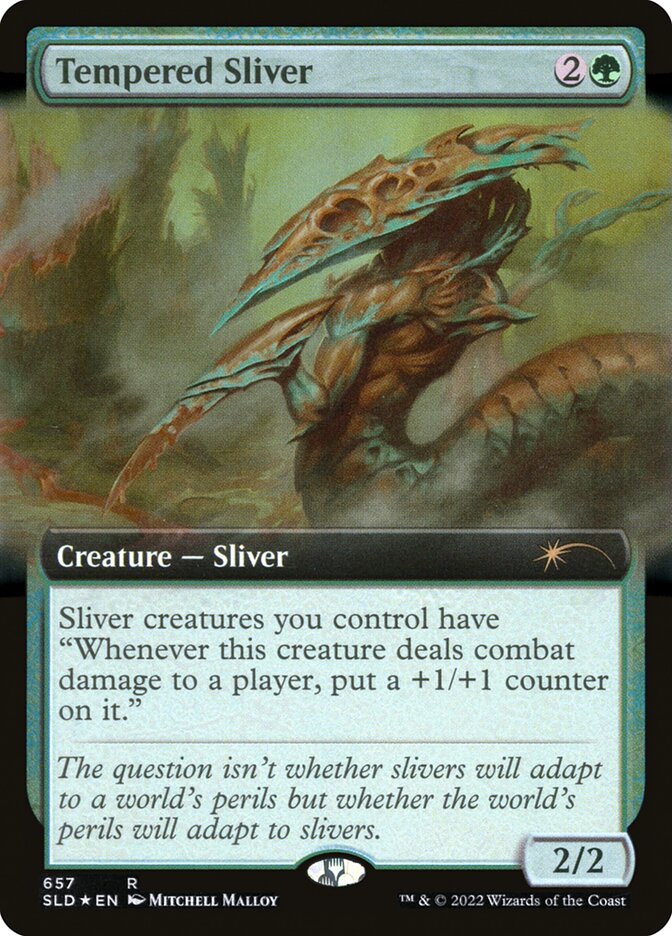 Tempered Sliver 2
Creature — Sliver
Sliver creatures you control have
“Whenever this creature deals combat
damage to a player, put a +1/+1 counter
on it.”
The question isn’t whether slivers will adapt
to a world’s perils but whether the world’s
perils will adapt to slivers.
2/2
657 R
SLD★EN Mitchell Malloy ™ & © 2022 Wizards of the Coast